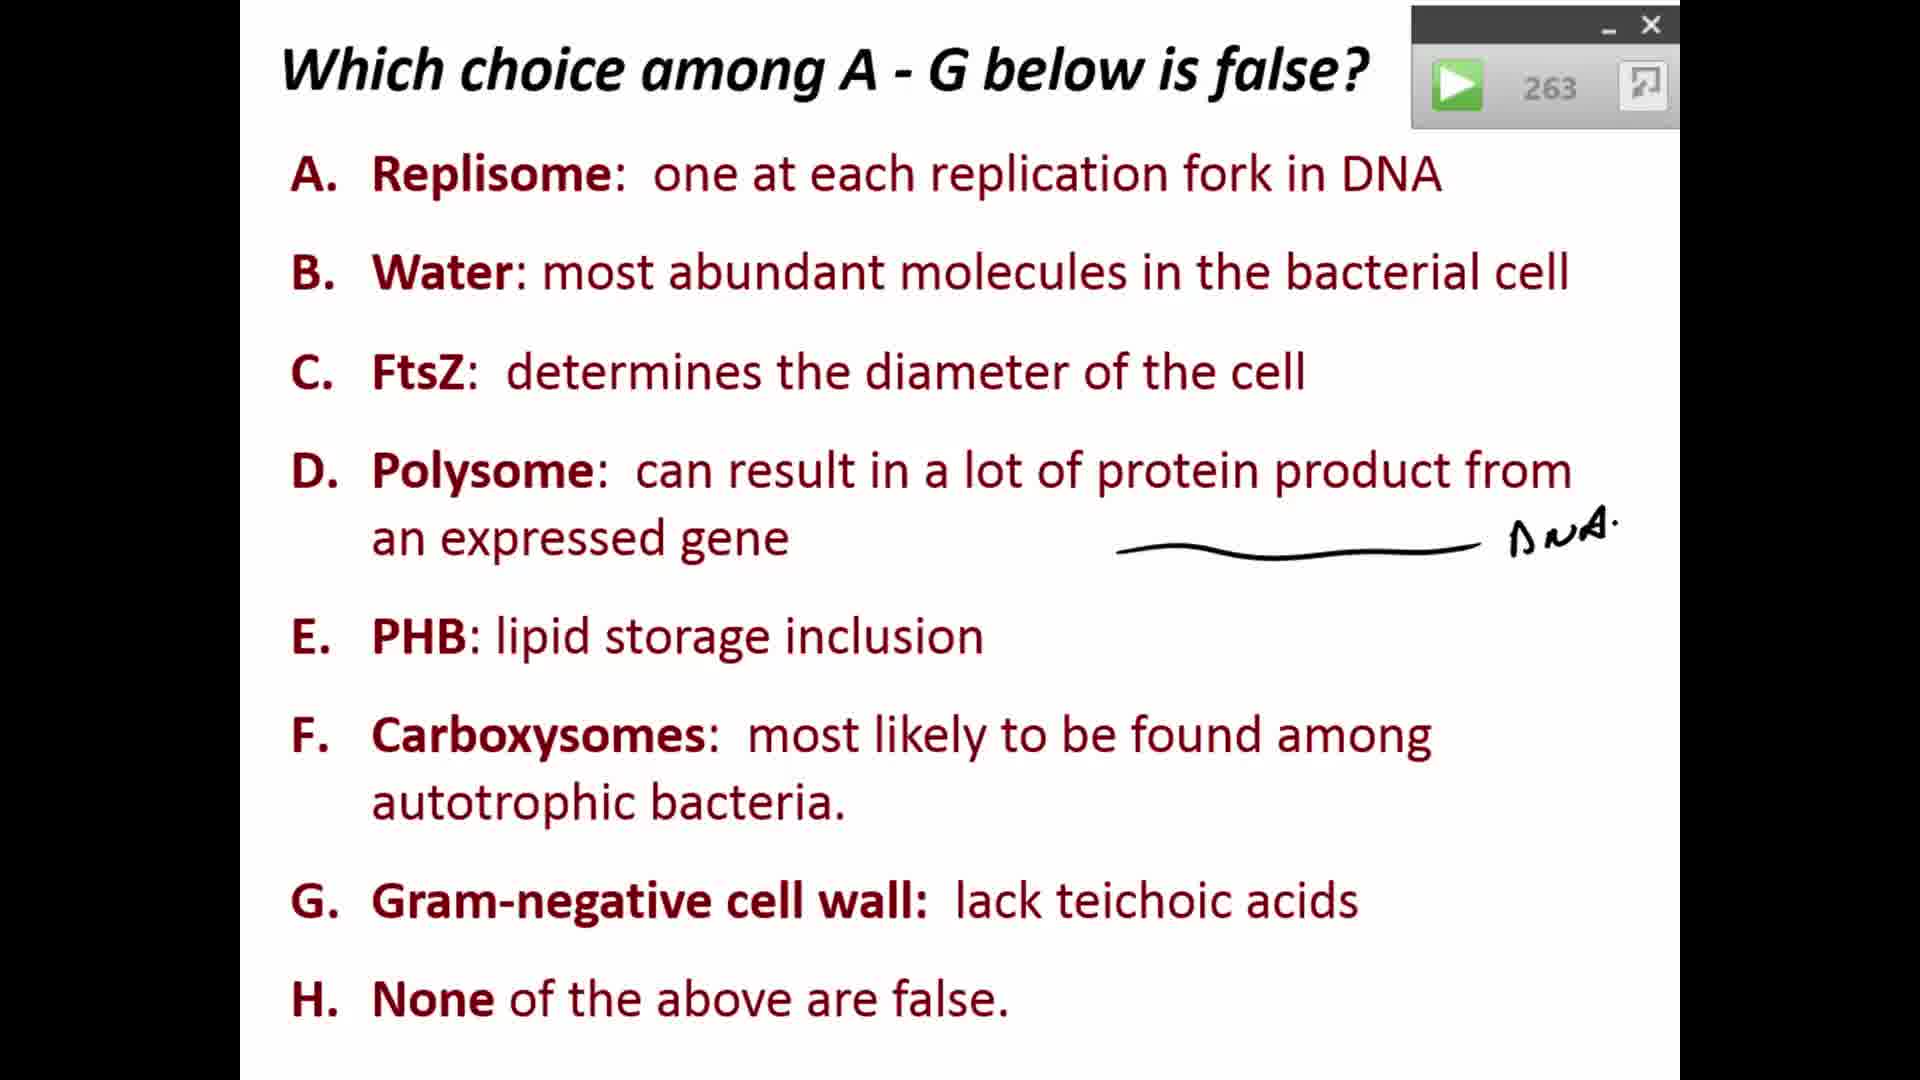 Which choice among A - G below is false?
263
A. Replisome: one at each replication fork in DNA
B. Water: most abundant molecules in the bacterial cell
C. FtsZ: determines the diameter of the cell
D. Polysome: can result in a lot of protein product from
an expressed gene
DNA.
E. PHB: lipid storage inclusion
F. Carboxysomes: most likely to be found among
autotrophic bacteria.
G. Gram-negative cell wall: lack teichoic acids
H. None of the above are false.